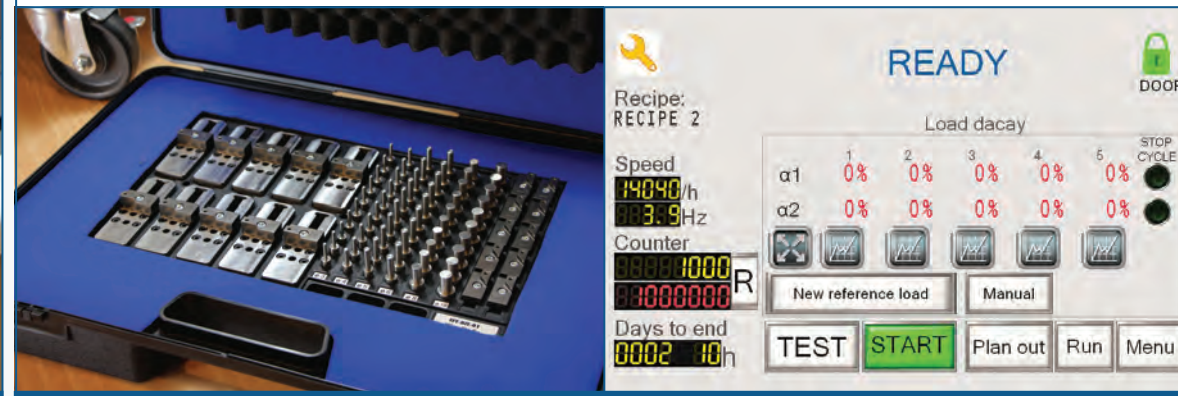 READY
DOOR
Recipe:
RECIPE 2
Load dacay
STOP
CYCLE
Speed
14040/h
3.9Hz
1 2 3 4 5
α1 0% 0% 0% 0% 0%
α2 0% 0% 0% 0% 0%
Counter
1000
1000000
R
New reference load
Manual
Days to end
0002 10h
TEST
START
Plan out
Run
Menu